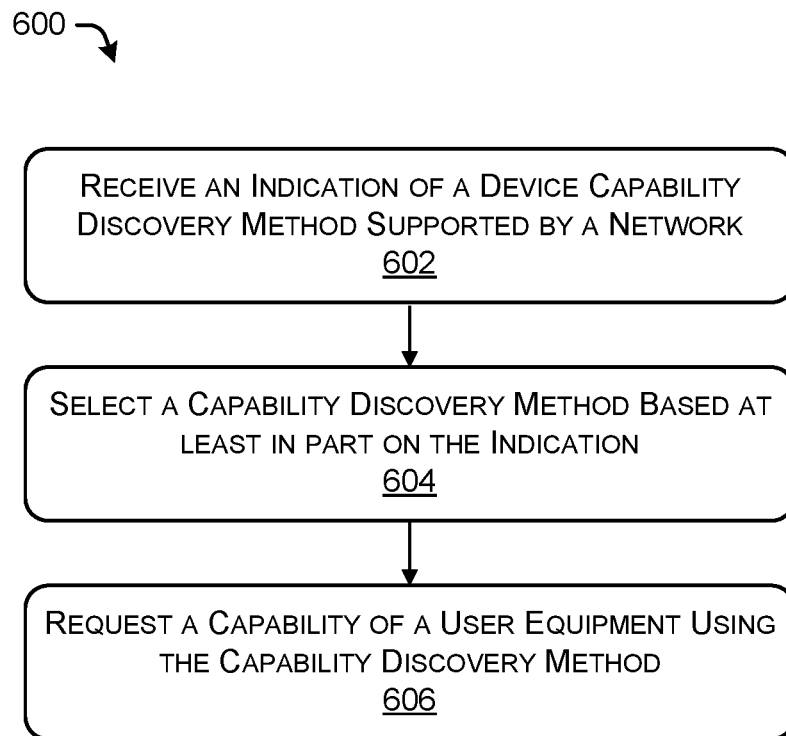 600
RECEIVE AN INDICATION OF A DEVICE CAPABILITY
DISCOVERY METHOD SUPPORTED BY A NETWORK
602
SELECT A CAPABILITY DISCOVERY METHOD BASED AT
LEAST IN PART ON THE INDICATION
604
REQUEST A CAPABILITY OF A USER EQUIPMENT USING
THE CAPABILITY DISCOVERY METHOD
606